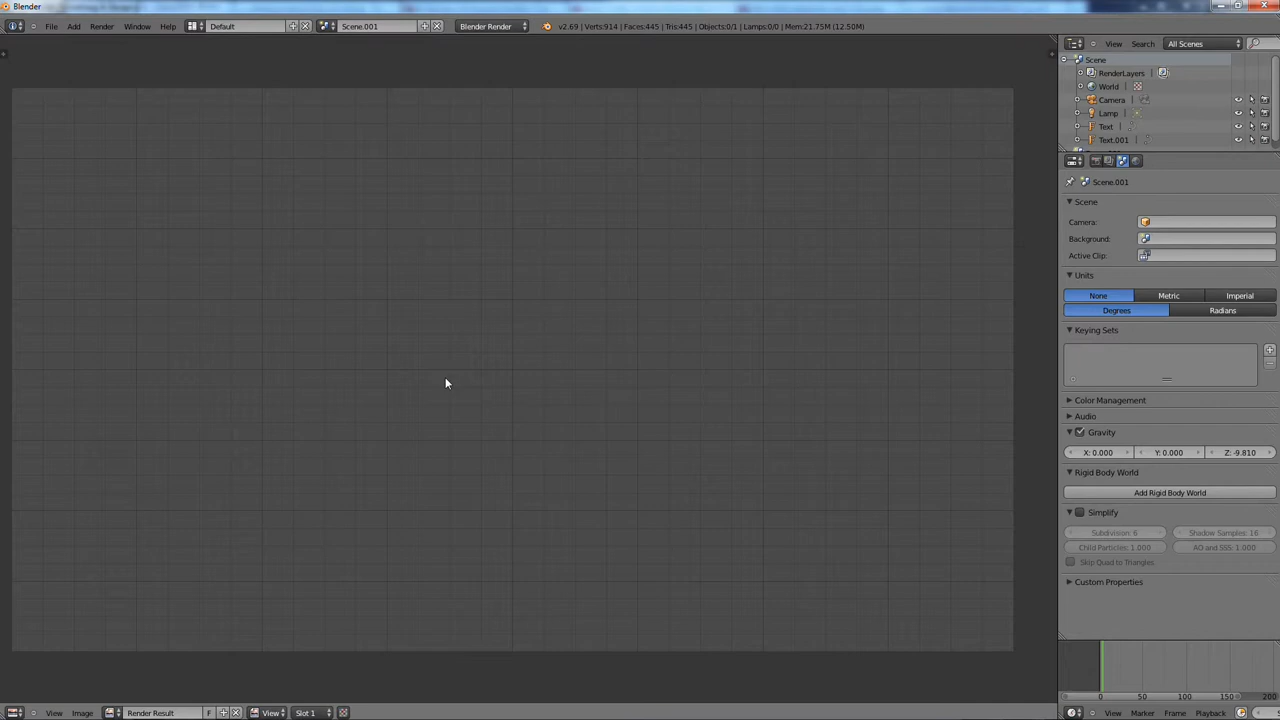 Blender
File Add Render Window Help Default Scene.001 Blender Render v2.69 | Verts:914 | Faces:445 | Tris:445 | Objects:0/1 | Lamps:0/0 | Mem:21.75M (12.50M)
View Search All Scenes
Scene
RenderLayers
World
Camera
Lamp
Text
Text.001
Scene.001
Scene
Camera:
Background:
Active Clip:
Units
None Metric Imperial
Degrees Radians
Keying Sets
Color Management
Audio
Gravity
X: 0.000 Y: 0.000 Z: -9.810
Rigid Body World
Add Rigid Body World
Simplify
Subdivision: 6 Shadow Samples: 16
Child Particles: 1.000 AO and SSS: 1.000
Skip Quad to Triangles
Custom Properties
0 50 100 150 200
View Image Render Result F View Slot 1
View Marker Frame Playback